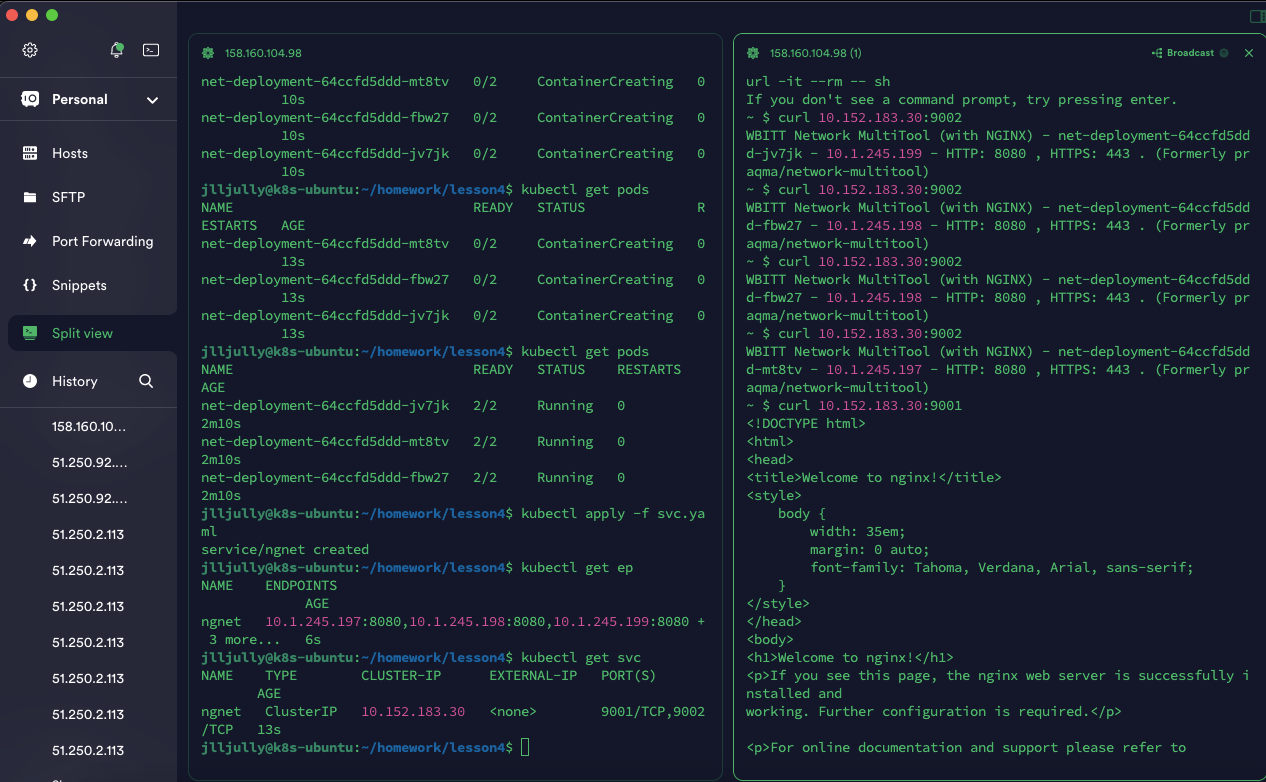 Personal
Hosts
SFTP
Port Forwarding
Snippets
Split view
History
158.160.10...
51.250.92....
51.250.92....
51.250.2.113
51.250.2.113
51.250.2.113
51.250.2.113
51.250.2.113
51.250.2.113
51.250.2.113
158.160.104.98
net-deployment-64ccfd5ddd-mt8tv   0/2     ContainerCreating   0
10s
net-deployment-64ccfd5ddd-fbw27   0/2     ContainerCreating   0
10s
net-deployment-64ccfd5ddd-jv7jk   0/2     ContainerCreating   0
10s
jlljully@k8s-ubuntu:~/homework/lesson4$ kubectl get pods
NAME                              READY   STATUS              R
ESTARTS   AGE
net-deployment-64ccfd5ddd-mt8tv   0/2     ContainerCreating   0
13s
net-deployment-64ccfd5ddd-fbw27   0/2     ContainerCreating   0
13s
net-deployment-64ccfd5ddd-jv7jk   0/2     ContainerCreating   0
13s
jlljully@k8s-ubuntu:~/homework/lesson4$ kubectl get pods
NAME                              READY   STATUS    RESTARTS
AGE
net-deployment-64ccfd5ddd-jv7jk   2/2     Running   0
2m10s
net-deployment-64ccfd5ddd-mt8tv   2/2     Running   0
2m10s
net-deployment-64ccfd5ddd-fbw27   2/2     Running   0
2m10s
jlljully@k8s-ubuntu:~/homework/lesson4$ kubectl apply -f svc.ya
ml
service/ngnet created
jlljully@k8s-ubuntu:~/homework/lesson4$ kubectl get ep
NAME    ENDPOINTS
AGE
ngnet   10.1.245.197:8080,10.1.245.198:8080,10.1.245.199:8080 +
3 more...   6s
jlljully@k8s-ubuntu:~/homework/lesson4$ kubectl get svc
NAME    TYPE        CLUSTER-IP      EXTERNAL-IP   PORT(S)
AGE
ngnet   ClusterIP   10.152.183.30   <none>        9001/TCP,9002
/TCP   13s
jlljully@k8s-ubuntu:~/homework/lesson4$
158.160.104.98 (1)
Broadcast
url -it --rm -- sh
If you don't see a command prompt, try pressing enter.
~ $ curl 10.152.183.30:9002
WBITT Network MultiTool (with NGINX) - net-deployment-64ccfd5dd
d-jv7jk - 10.1.245.199 - HTTP: 8080 , HTTPS: 443 . (Formerly pr
aqma/network-multitool)
~ $ curl 10.152.183.30:9002
WBITT Network MultiTool (with NGINX) - net-deployment-64ccfd5dd
d-fbw27 - 10.1.245.198 - HTTP: 8080 , HTTPS: 443 . (Formerly pr
aqma/network-multitool)
~ $ curl 10.152.183.30:9002
WBITT Network MultiTool (with NGINX) - net-deployment-64ccfd5dd
d-fbw27 - 10.1.245.198 - HTTP: 8080 , HTTPS: 443 . (Formerly pr
aqma/network-multitool)
~ $ curl 10.152.183.30:9002
WBITT Network MultiTool (with NGINX) - net-deployment-64ccfd5dd
d-mt8tv - 10.1.245.197 - HTTP: 8080 , HTTPS: 443 . (Formerly pr
aqma/network-multitool)
~ $ curl 10.152.183.30:9001
<!DOCTYPE html>
<html>
<head>
<title>Welcome to nginx!</title>
<style>
    body {
        width: 35em;
        margin: 0 auto;
        font-family: Tahoma, Verdana, Arial, sans-serif;
    }
</style>
</head>
<body>
<h1>Welcome to nginx!</h1>
<p>If you see this page, the nginx web server is successfully i
nstalled and
working. Further configuration is required.</p>
<p>For online documentation and support please refer to